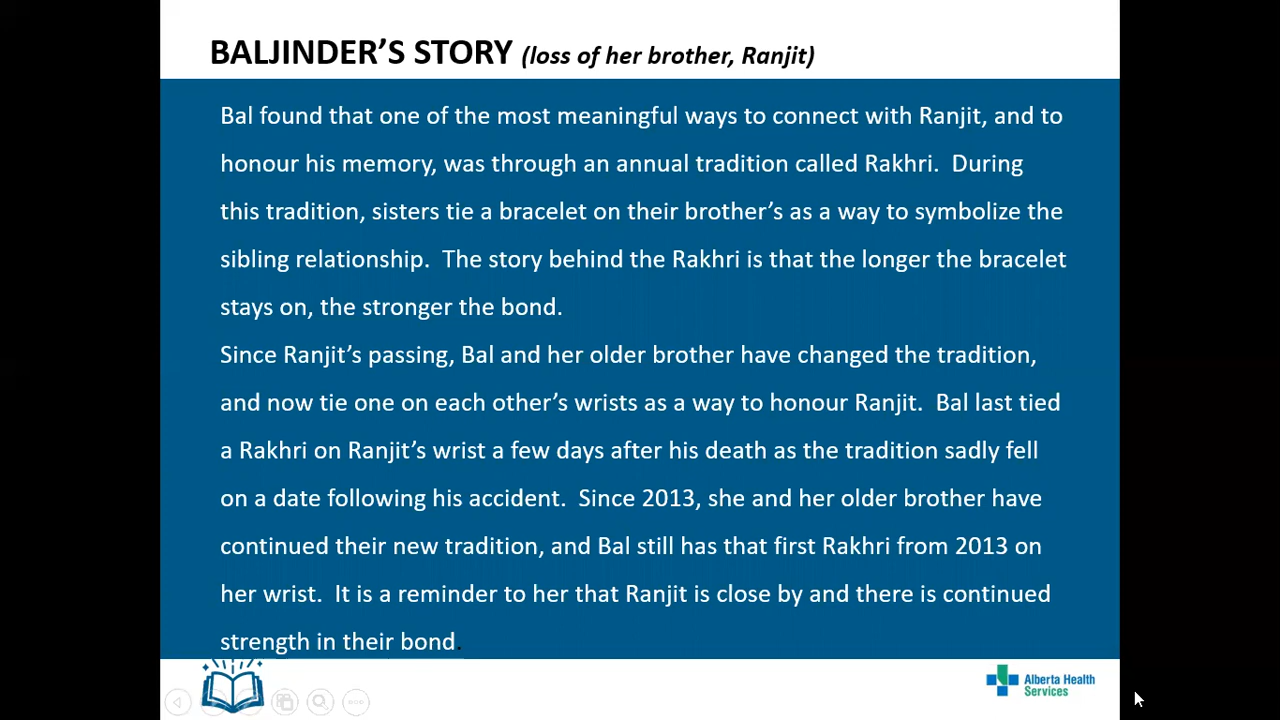 BALJINDER’S STORY (loss of her brother, Ranjit)
Bal found that one of the most meaningful ways to connect with Ranjit, and to
honour his memory, was through an annual tradition called Rakhri.  During
this tradition, sisters tie a bracelet on their brother’s as a way to symbolize the
sibling relationship.  The story behind the Rakhri is that the longer the bracelet
stays on, the stronger the bond.
Since Ranjit’s passing, Bal and her older brother have changed the tradition,
and now tie one on each other’s wrists as a way to honour Ranjit.  Bal last tied
a Rakhri on Ranjit’s wrist a few days after his death as the tradition sadly fell
on a date following his accident.  Since 2013, she and her older brother have
continued their new tradition, and Bal still has that first Rakhri from 2013 on
her wrist.  It is a reminder to her that Ranjit is close by and there is continued
strength in their bond.
Alberta Health
Services